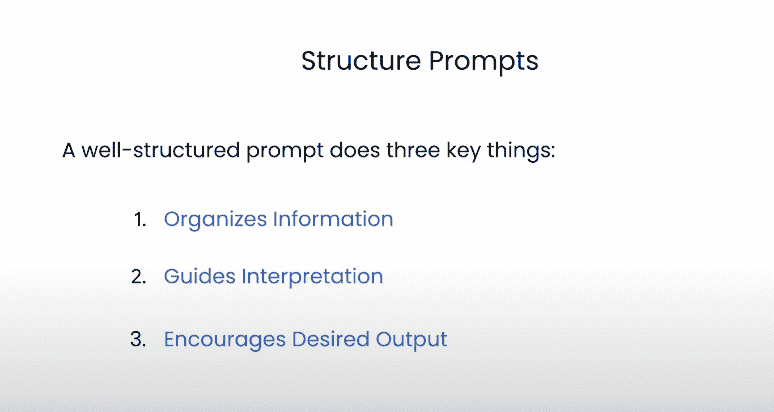 Structure Prompts
A well-structured prompt does three key things:
1. Organizes Information
2. Guides Interpretation
3. Encourages Desired Output